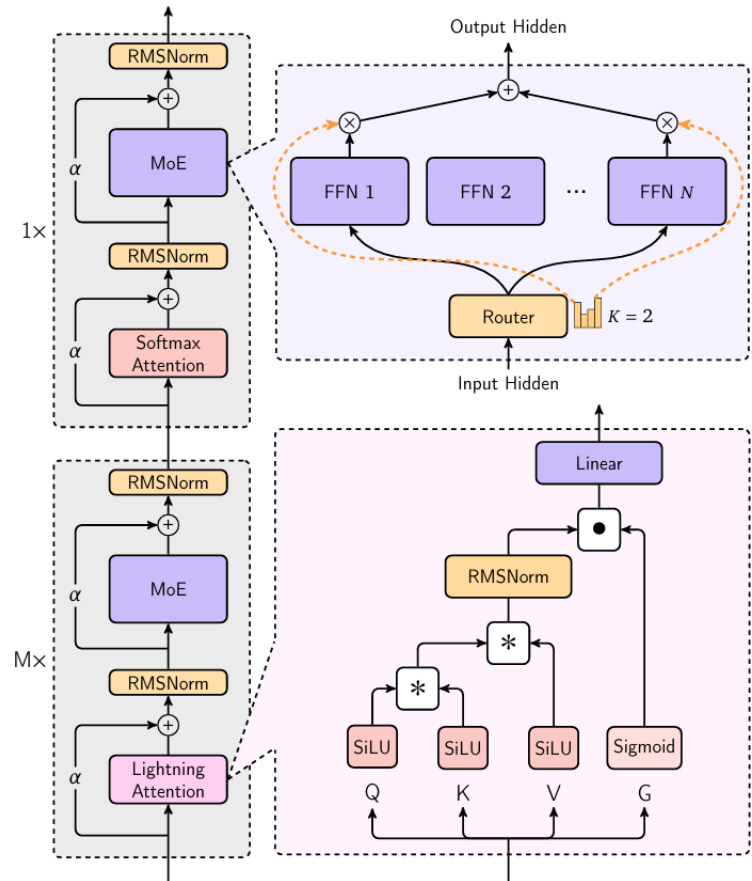 RMSNorm
α
MoE
1×
RMSNorm
α
Softmax
Attention
RMSNorm
α
MoE
M×
RMSNorm
α
Lightning
Attention
Output Hidden
+
×
×
FFN 1
FFN 2
...
FFN N
Router
K = 2
Input Hidden
Linear
•
RMSNorm
*
*
SiLU
SiLU
SiLU
Sigmoid
Q
K
V
G